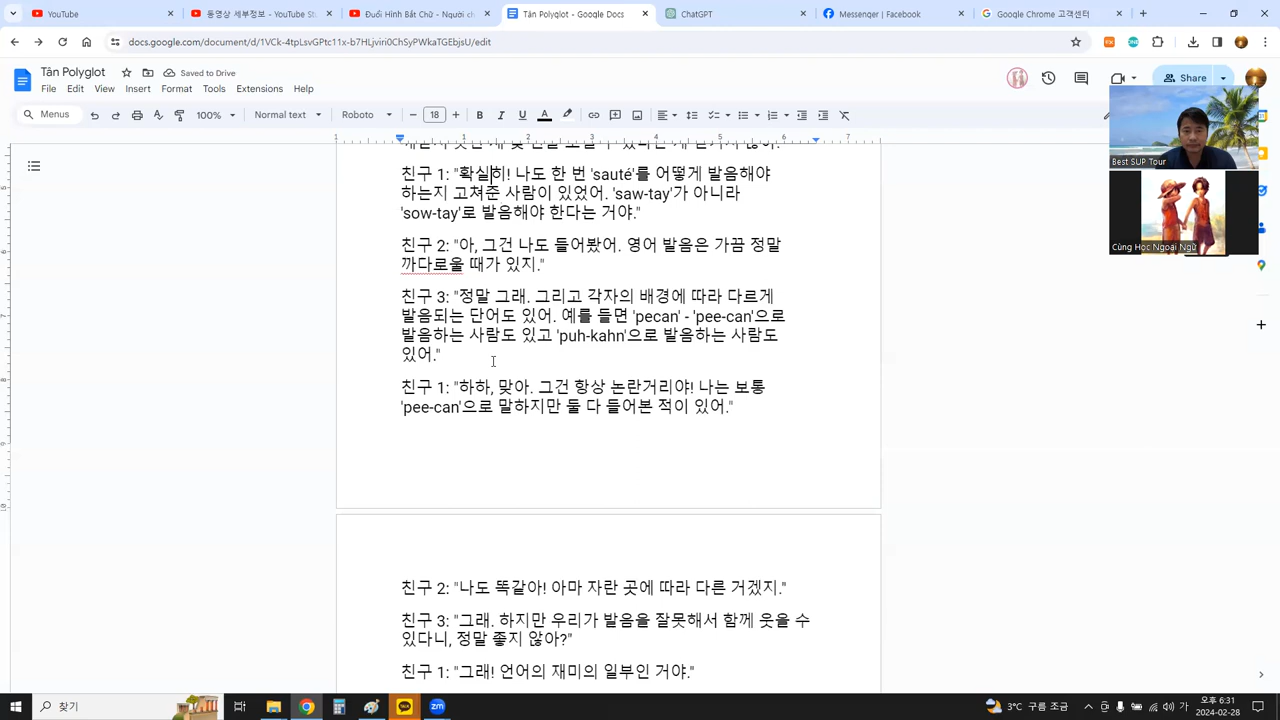 YouTube
동영상 세부정보 - YouTube St
Đuổi Hình Bắt Chữ - Người ch
Tân Polyglot - Google Docs
ChatGPT
Messenger | Facebook
Google Chrome 고객센터
Tân Polyglot
Saved to Drive
File Edit View Insert Format Tools Extensions Help
Share
Menus
100%
Normal text
Roboto
18
Best SUP Tour
Cùng Học Ngoại Ngữ
친구 1: "확실히! 나도 한 번 'sauté'를 어떻게 발음해야
하는지 고쳐준 사람이 있었어. 'saw-tay'가 아니라
'sow-tay'로 발음해야 한다는 거야."
친구 2: "아, 그건 나도 들어봤어. 영어 발음은 가끔 정말
까다로울 때가 있지."
친구 3: "정말 그래. 그리고 각자의 배경에 따라 다르게
발음되는 단어도 있어. 예를 들면 'pecan' - 'pee-can'으로
발음하는 사람도 있고 'puh-kahn'으로 발음하는 사람도
있어."
친구 1: "하하, 맞아. 그건 항상 논란거리야! 나는 보통
'pee-can'으로 말하지만 둘 다 들어본 적이 있어."
친구 2: "나도 똑같아! 아마 자란 곳에 따라 다른 거겠지."
친구 3: "그래. 하지만 우리가 발음을 잘못해서 함께 웃을 수
있다니, 정말 좋지 않아?"
친구 1: "그래! 언어의 재미의 일부인 거야."
찾기
3°C 구름 조금
가
오후 6:31
2024-02-28